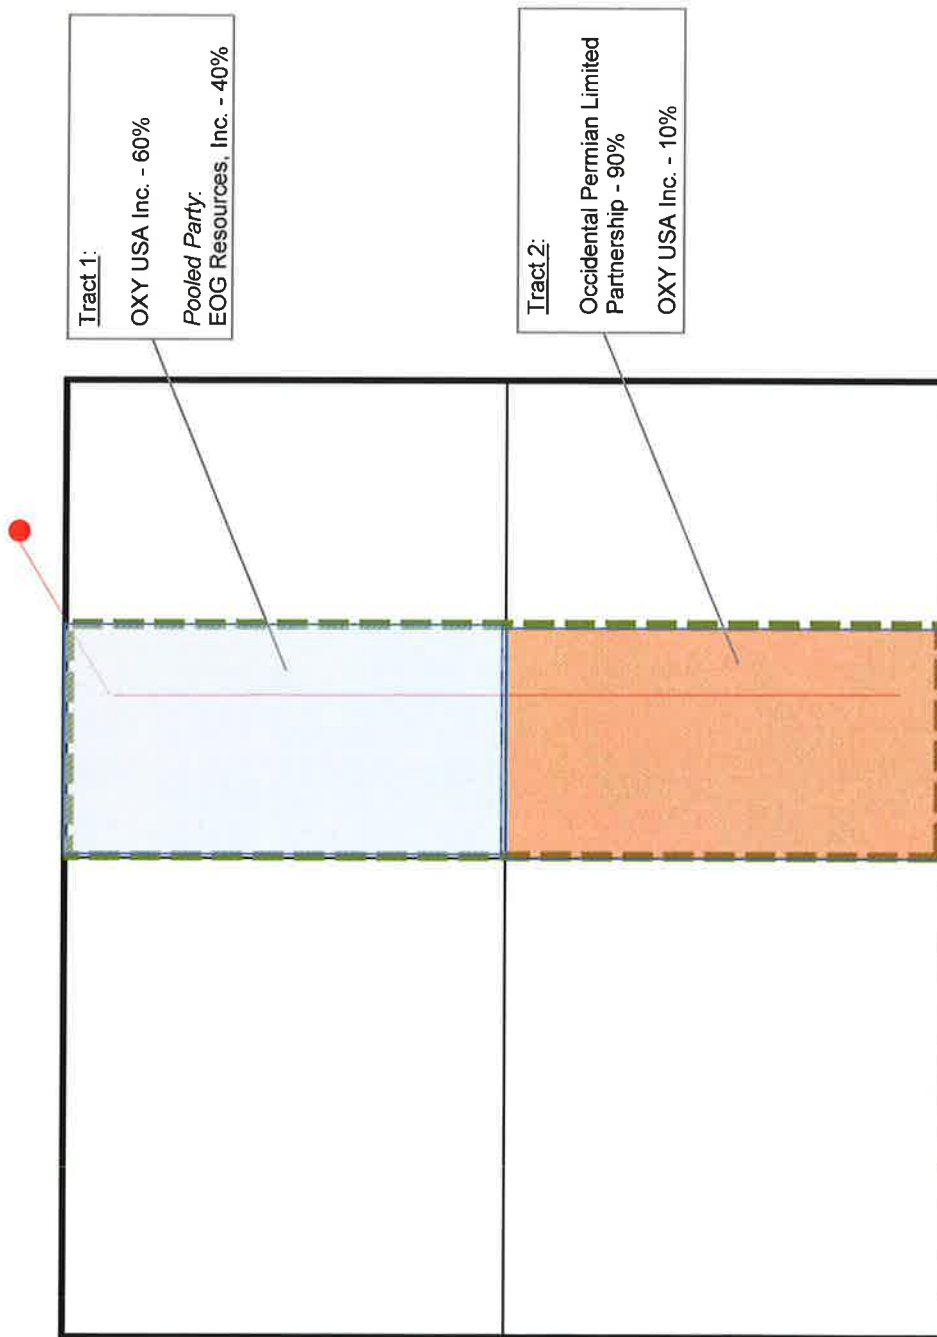 Tract 1:
OXY USA Inc. - 60%
Pooled Party:
EOG Resources, Inc. - 40%
Tract 2:
Occidental Permian Limited
Partnership - 90%
OXY USA Inc. - 10%